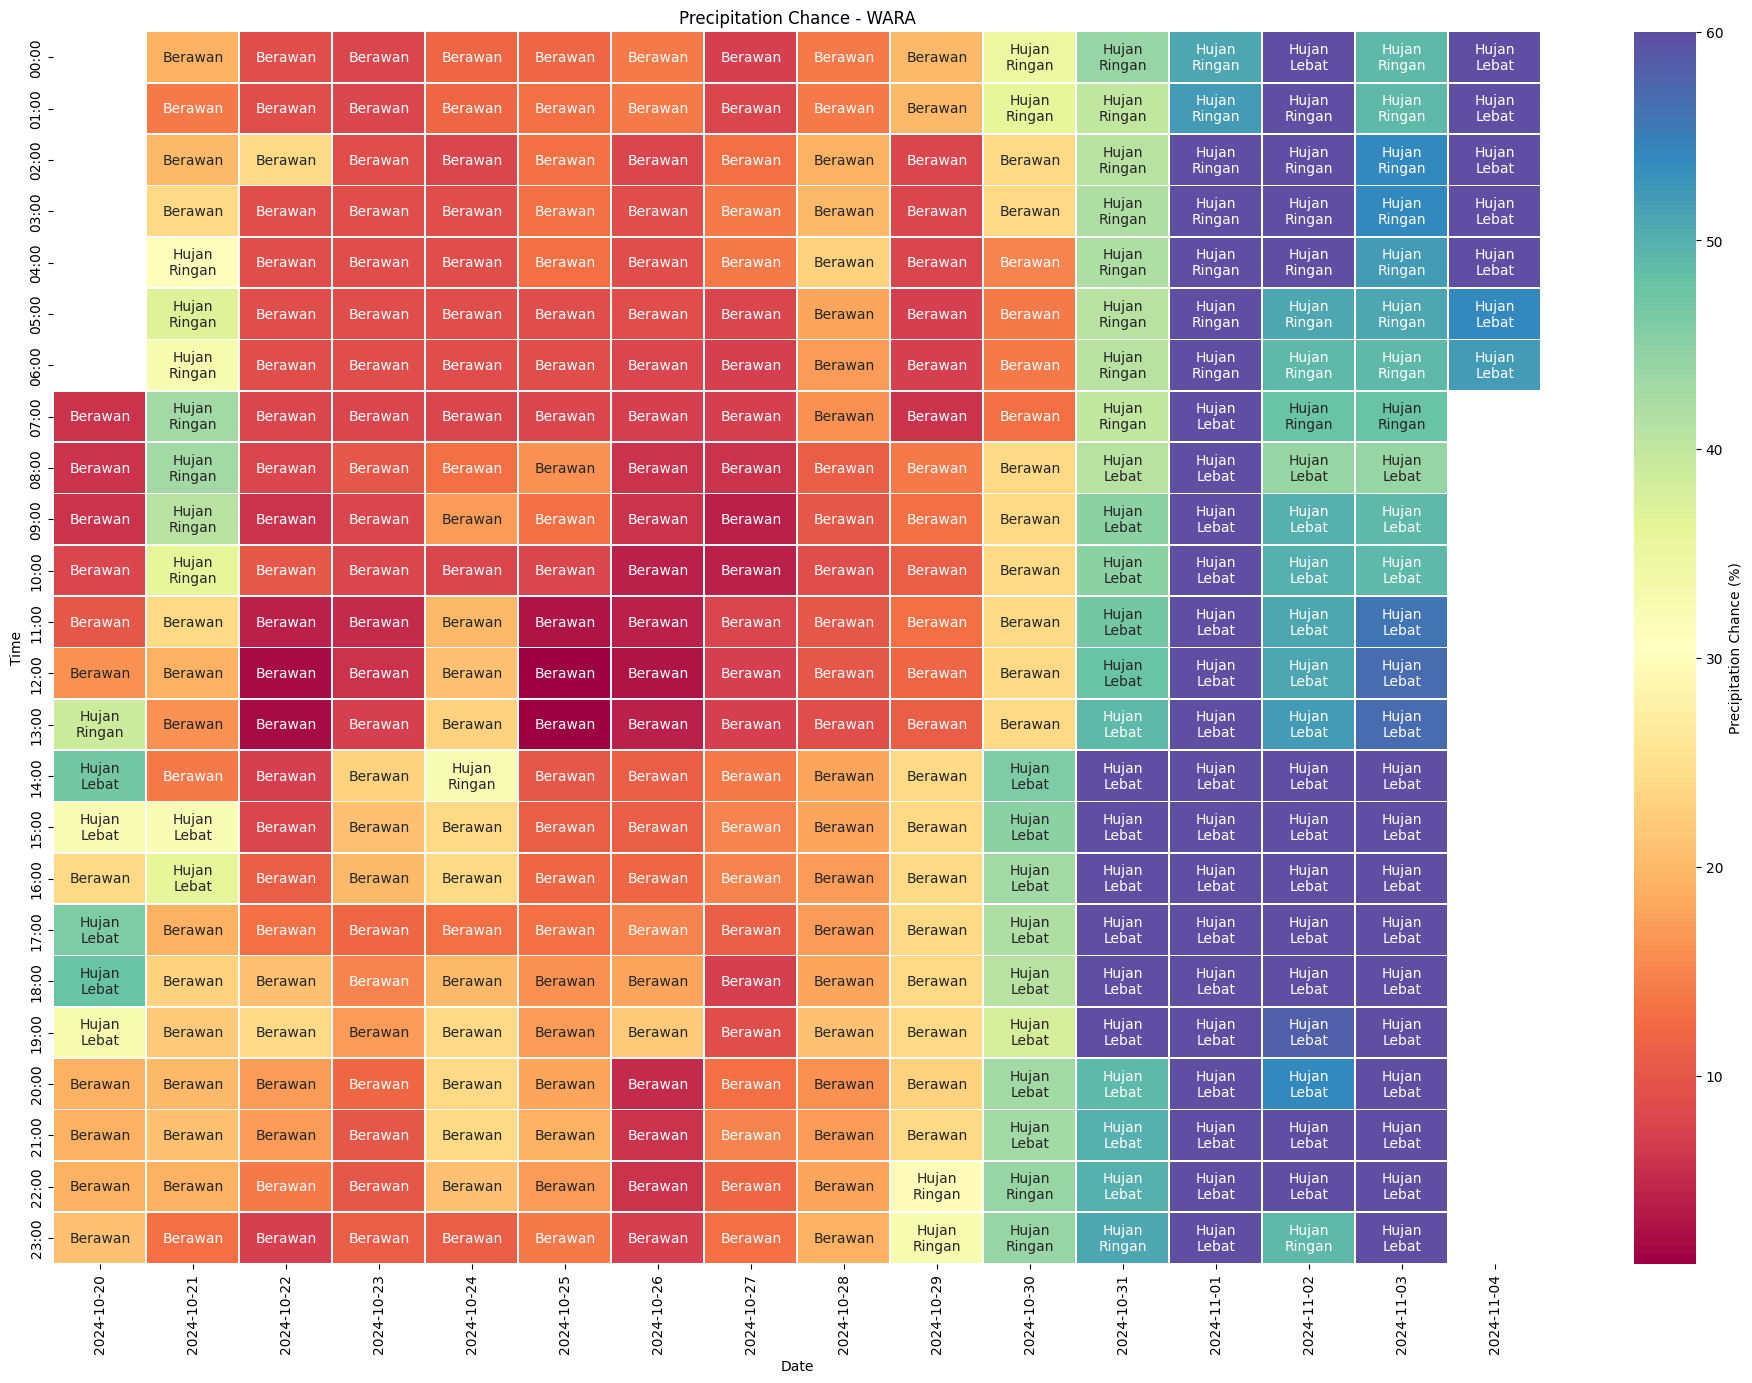 Precipitation Chance - WARA
00:00 Berawan Berawan Berawan Berawan Berawan Berawan Berawan Berawan Berawan Hujan Ringan Hujan Ringan Hujan Ringan Hujan Lebat Hujan Ringan Hujan Lebat
01:00 Berawan Berawan Berawan Berawan Berawan Berawan Berawan Berawan Berawan Hujan Ringan Hujan Ringan Hujan Ringan Hujan Ringan Hujan Ringan Hujan Lebat
02:00 Berawan Berawan Berawan Berawan Berawan Berawan Berawan Berawan Berawan Berawan Hujan Ringan Hujan Ringan Hujan Ringan Hujan Ringan Hujan Lebat
03:00 Berawan Berawan Berawan Berawan Berawan Berawan Berawan Berawan Berawan Berawan Hujan Ringan Hujan Ringan Hujan Ringan Hujan Ringan Hujan Lebat
04:00 Hujan Ringan Berawan Berawan Berawan Berawan Berawan Berawan Berawan Berawan Berawan Hujan Ringan Hujan Ringan Hujan Ringan Hujan Ringan Hujan Lebat
05:00 Hujan Ringan Berawan Berawan Berawan Berawan Berawan Berawan Berawan Berawan Berawan Hujan Ringan Hujan Ringan Hujan Ringan Hujan Ringan Hujan Lebat
06:00 Hujan Ringan Berawan Berawan Berawan Berawan Berawan Berawan Berawan Berawan Berawan Hujan Ringan Hujan Ringan Hujan Ringan Hujan Ringan Hujan Lebat
07:00 Berawan Hujan Ringan Berawan Berawan Berawan Berawan Berawan Berawan Berawan Berawan Berawan Hujan Ringan Hujan Lebat Hujan Ringan Hujan Ringan
08:00 Berawan Hujan Ringan Berawan Berawan Berawan Berawan Berawan Berawan Berawan Berawan Berawan Hujan Lebat Hujan Lebat Hujan Lebat Hujan Lebat
09:00 Berawan Hujan Ringan Berawan Berawan Berawan Berawan Berawan Berawan Berawan Berawan Berawan Hujan Lebat Hujan Lebat Hujan Lebat Hujan Lebat
10:00 Berawan Hujan Ringan Berawan Berawan Berawan Berawan Berawan Berawan Berawan Berawan Berawan Hujan Lebat Hujan Lebat Hujan Lebat Hujan Lebat
11:00 Berawan Berawan Berawan Berawan Berawan Berawan Berawan Berawan Berawan Berawan Berawan Hujan Lebat Hujan Lebat Hujan Lebat Hujan Lebat
12:00 Berawan Berawan Berawan Berawan Berawan Berawan Berawan Berawan Berawan Berawan Berawan Hujan Lebat Hujan Lebat Hujan Lebat Hujan Lebat
13:00 Hujan Ringan Berawan Berawan Berawan Berawan Berawan Berawan Berawan Berawan Berawan Berawan Hujan Lebat Hujan Lebat Hujan Lebat Hujan Lebat
14:00 Hujan Lebat Berawan Berawan Berawan Hujan Ringan Berawan Berawan Berawan Berawan Berawan Hujan Lebat Hujan Lebat Hujan Lebat Hujan Lebat Hujan Lebat
15:00 Hujan Lebat Hujan Lebat Berawan Berawan Berawan Berawan Berawan Berawan Berawan Berawan Hujan Lebat Hujan Lebat Hujan Lebat Hujan Lebat Hujan Lebat
16:00 Berawan Hujan Lebat Berawan Berawan Berawan Berawan Berawan Berawan Berawan Berawan Hujan Lebat Hujan Lebat Hujan Lebat Hujan Lebat Hujan Lebat
17:00 Hujan Lebat Berawan Berawan Berawan Berawan Berawan Berawan Berawan Berawan Berawan Hujan Lebat Hujan Lebat Hujan Lebat Hujan Lebat Hujan Lebat
18:00 Hujan Lebat Berawan Berawan Berawan Berawan Berawan Berawan Berawan Berawan Berawan Hujan Lebat Hujan Lebat Hujan Lebat Hujan Lebat Hujan Lebat
19:00 Hujan Lebat Berawan Berawan Berawan Berawan Berawan Berawan Berawan Berawan Berawan Hujan Lebat Hujan Lebat Hujan Lebat Hujan Lebat Hujan Lebat
20:00 Berawan Berawan Berawan Berawan Berawan Berawan Berawan Berawan Berawan Berawan Hujan Lebat Hujan Lebat Hujan Lebat Hujan Lebat Hujan Lebat
21:00 Berawan Berawan Berawan Berawan Berawan Berawan Berawan Berawan Berawan Berawan Hujan Lebat Hujan Lebat Hujan Lebat Hujan Lebat Hujan Lebat
22:00 Berawan Berawan Berawan Berawan Berawan Berawan Berawan Berawan Berawan Hujan Ringan Hujan Ringan Hujan Lebat Hujan Lebat Hujan Lebat Hujan Lebat
23:00 Berawan Berawan Berawan Berawan Berawan Berawan Berawan Berawan Berawan Hujan Ringan Hujan Ringan Hujan Ringan Hujan Lebat Hujan Ringan Hujan Lebat
Time
2024-10-20 2024-10-21 2024-10-22 2024-10-23 2024-10-24 2024-10-25 2024-10-26 2024-10-27 2024-10-28 2024-10-29 2024-10-30 2024-10-31 2024-11-01 2024-11-02 2024-11-03 2024-11-04
Date
60
50
40
30
20
10
Precipitation Chance (%)